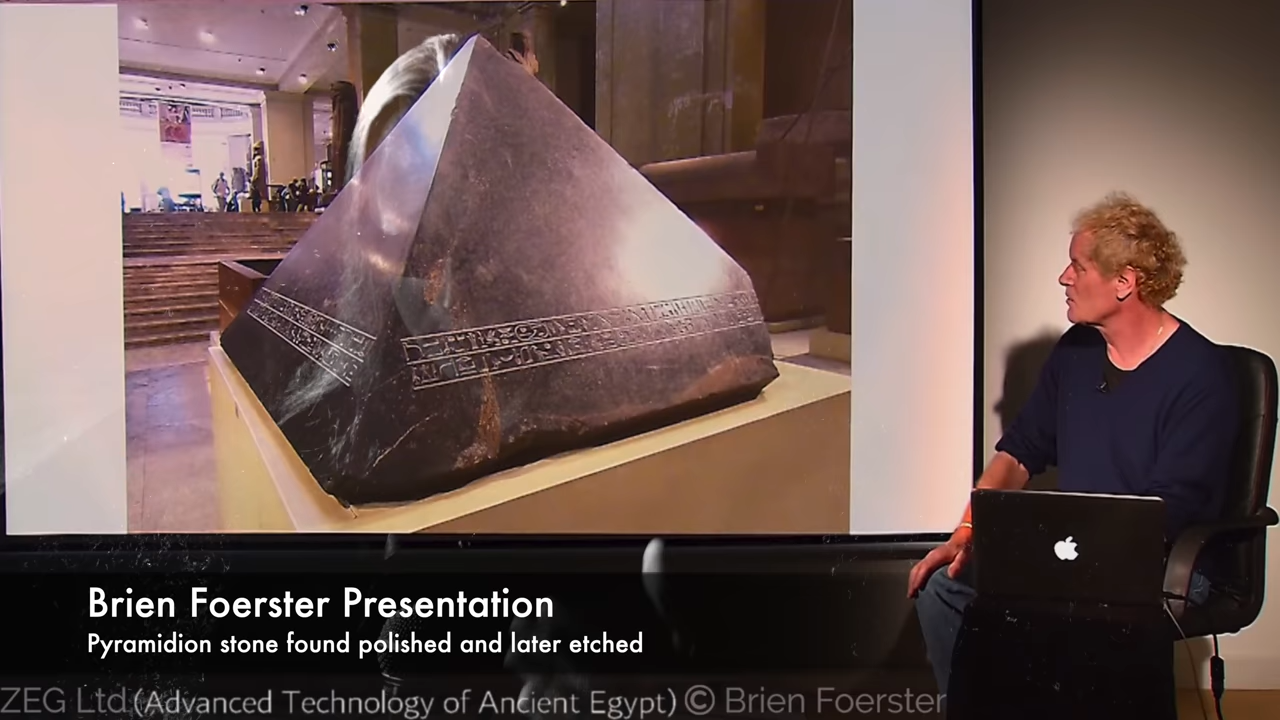 Brien Foerster Presentation
Pyramidion stone found polished and later etched
ZEG Ltd.(Advanced Technology of Ancient Egypt) © Brien Foerster